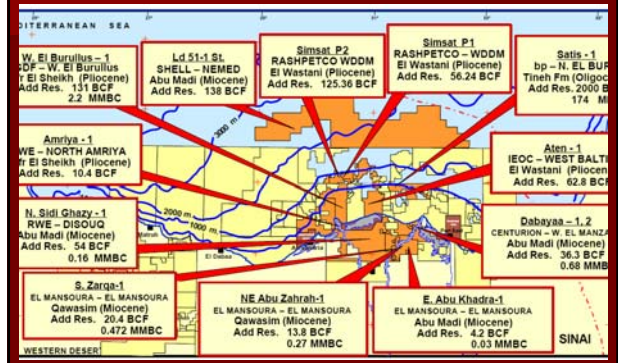 DITERRANEAN SEA
W. El Burullus – 1
GDF – W. El Burullus
fr El Sheikh (Pliocene)
Add Res. 131 BCF
2.2 MMBC
Ld 51-1 St.
SHELL – NEMED
Abu Madi (Miocene)
Add Res. 138 BCF
Simsat P2
RASHPETCO WDDM
El Wastani (Pliocene)
Add Res. 125.36 BCF
Simsat P1
RASHPETCO – WDDM
El Wastani (Pliocene)
Add Res. 56.24 BCF
Satis - 1
bp – N. EL BUR
Tineh Fm (Oligoc
Add Res. 2000 B
174 MI
Amriya - 1
WE – NORTH AMRIYA
fr El Sheikh (Pliocene)
Add Res. 10.4 BCF
3000 m.
Aten - 1
IEOC – WEST BALTI
El Wastani (Pliocene)
Add Res. 62.8 BCF
N. Sidi Ghazy - 1
RWE – DISOUQ
Abu Madi (Miocene)
Add Res. 54 BCF
0.16 MMBC
2000 m.
1000 m.
Matruh
El Dabaa
Dabayaa – 1, 2
CENTURION – W. EL MANZA
Abu Madi (Miocene)
Add Res. 36.3 BCF
0.68 MMB
S. Zarqa-1
EL MANSOURA – EL MANSOURA
Qawasim (Miocene)
Add Res. 20.4 BCF
0.472 MMBC
NE Abu Zahrah-1
EL MANSOURA – EL MANSOURA
Qawasim (Miocene)
Add Res. 13.8 BCF
0.27 MMBC
E. Abu Khadra-1
EL MANSOURA – EL MANSOURA
Abu Madi (Miocene)
Add Res. 4.2 BCF
0.03 MMBC
SINAI
WESTERN DESERT